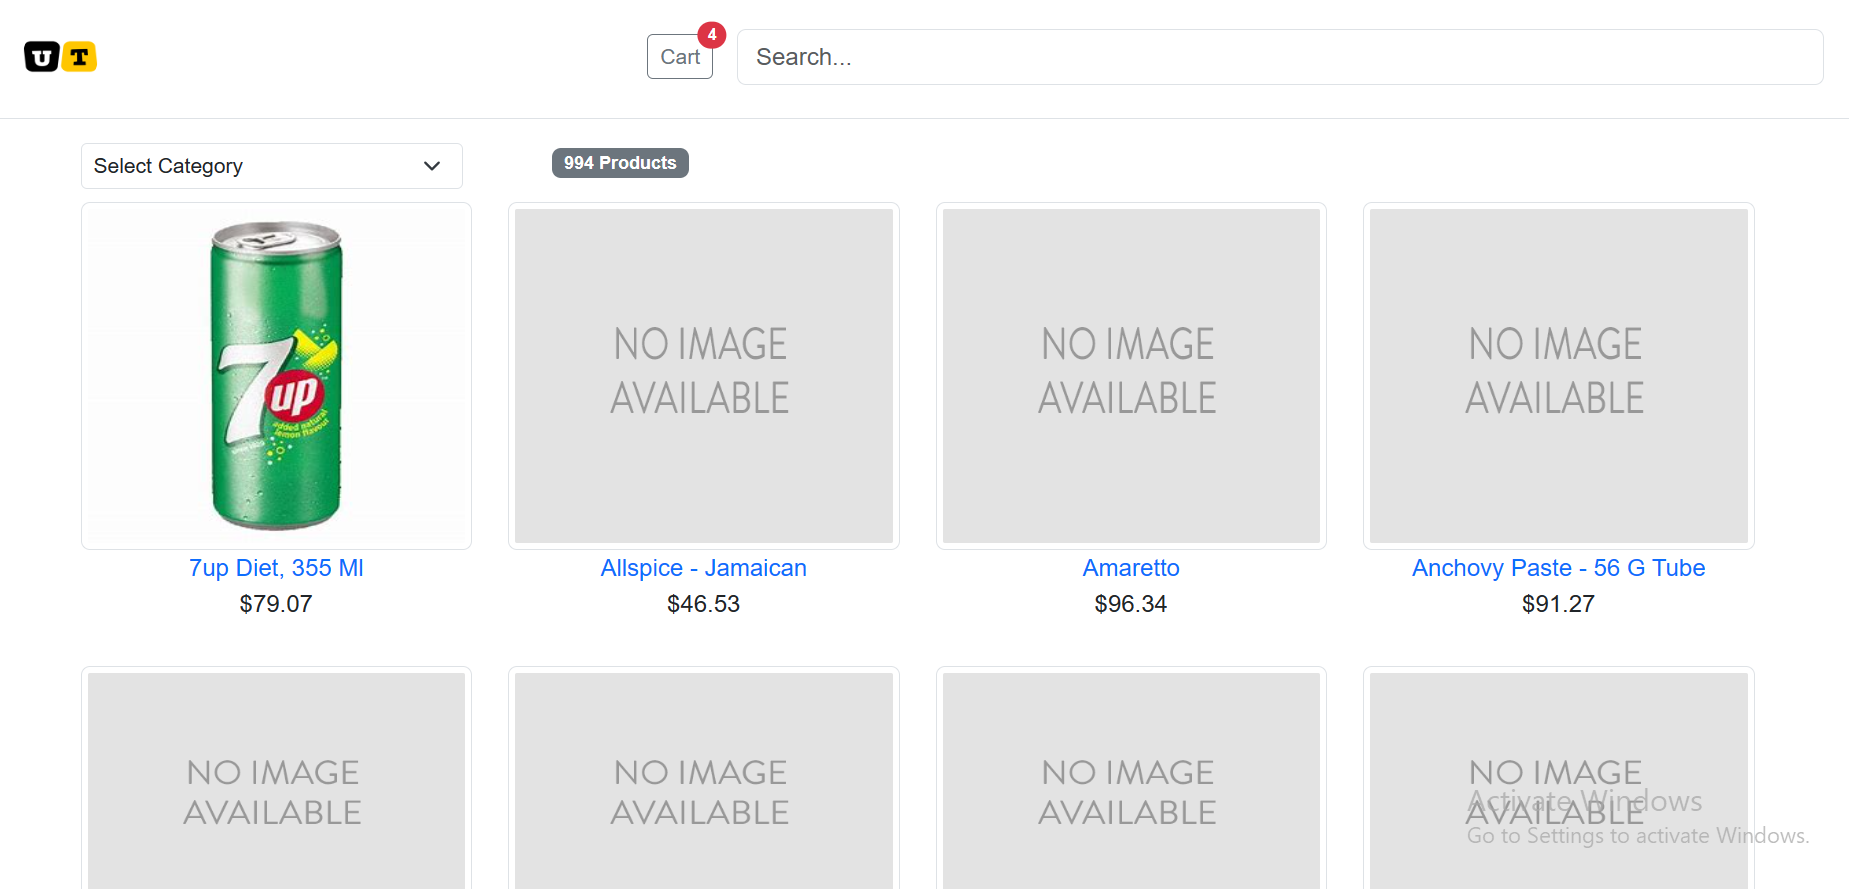 U T
Cart
4
Search...
Select Category
994 Products
7
up
added natural
lemon flavour
NO IMAGE
AVAILABLE
NO IMAGE
AVAILABLE
NO IMAGE
AVAILABLE
7up Diet, 355 Ml
$79.07
Allspice - Jamaican
$46.53
Amaretto
$96.34
Anchovy Paste - 56 G Tube
$91.27
NO IMAGE
AVAILABLE
NO IMAGE
AVAILABLE
NO IMAGE
AVAILABLE
NO IMAGE
AVAILABLE
Activate Windows
Go to Settings to activate Windows.